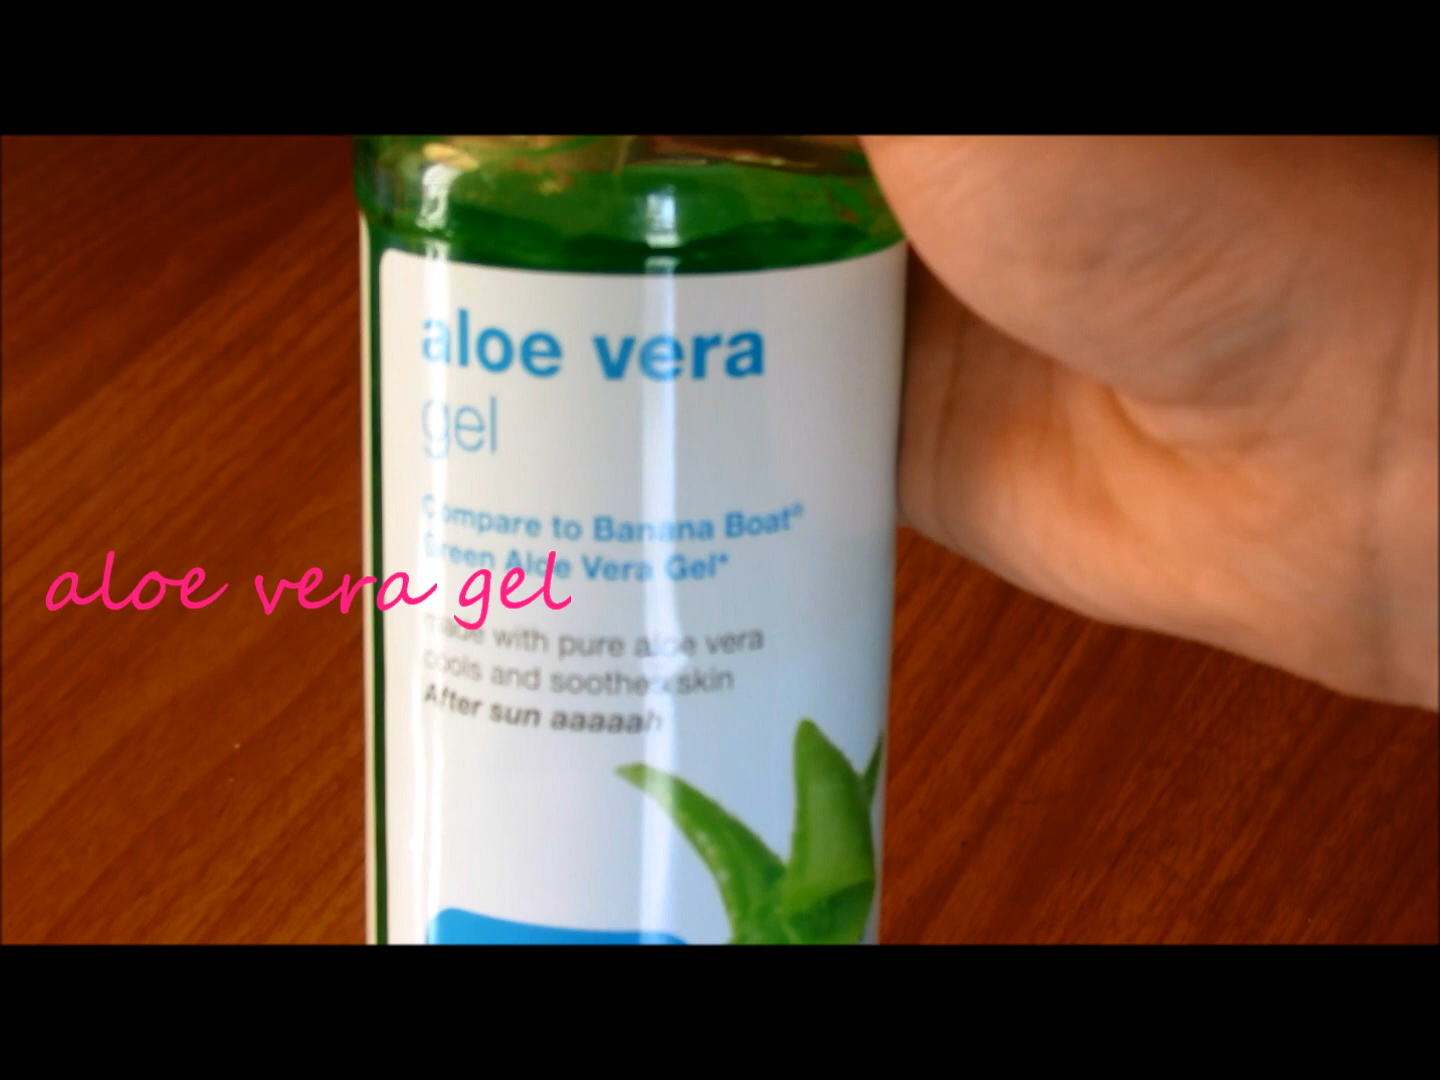 aloe vera
gel
Compare to Banana Boat®
Green Aloe Vera Gel*
aloe vera gel
made with pure aloe vera
cools and soothes skin
After sun aaaaah